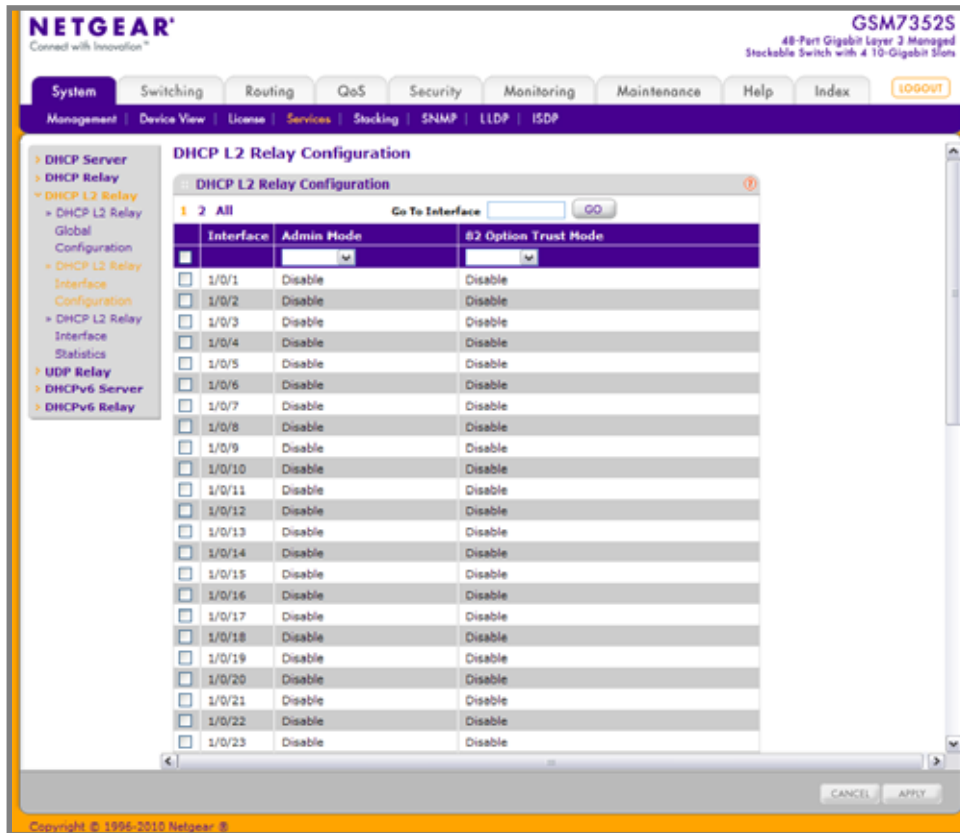 NETGEAR®
Connect with Innovation™
GSM7352S
48-Port Gigabit Layer 3 Managed
Stackable Switch with 4 10-Gigabit Slots
System Switching Routing QoS Security Monitoring Maintenance Help Index LOGOUT
Management | Device View | License | Services | Stacking | SNMP | LLDP | ISDP
DHCP Server
DHCP Relay
DHCP L2 Relay
» DHCP L2 Relay
Global
Configuration
» DHCP L2 Relay
Interface
Configuration
» DHCP L2 Relay
Interface
Statistics
UDP Relay
DHCPv6 Server
DHCPv6 Relay
DHCP L2 Relay Configuration
DHCP L2 Relay Configuration ?
1 2 All Go To Interface GO
Interface Admin Mode 82 Option Trust Mode
1/0/1 Disable Disable
1/0/2 Disable Disable
1/0/3 Disable Disable
1/0/4 Disable Disable
1/0/5 Disable Disable
1/0/6 Disable Disable
1/0/7 Disable Disable
1/0/8 Disable Disable
1/0/9 Disable Disable
1/0/10 Disable Disable
1/0/11 Disable Disable
1/0/12 Disable Disable
1/0/13 Disable Disable
1/0/14 Disable Disable
1/0/15 Disable Disable
1/0/16 Disable Disable
1/0/17 Disable Disable
1/0/18 Disable Disable
1/0/19 Disable Disable
1/0/20 Disable Disable
1/0/21 Disable Disable
1/0/22 Disable Disable
1/0/23 Disable Disable
CANCEL APPLY
Copyright © 1996-2010 Netgear ®